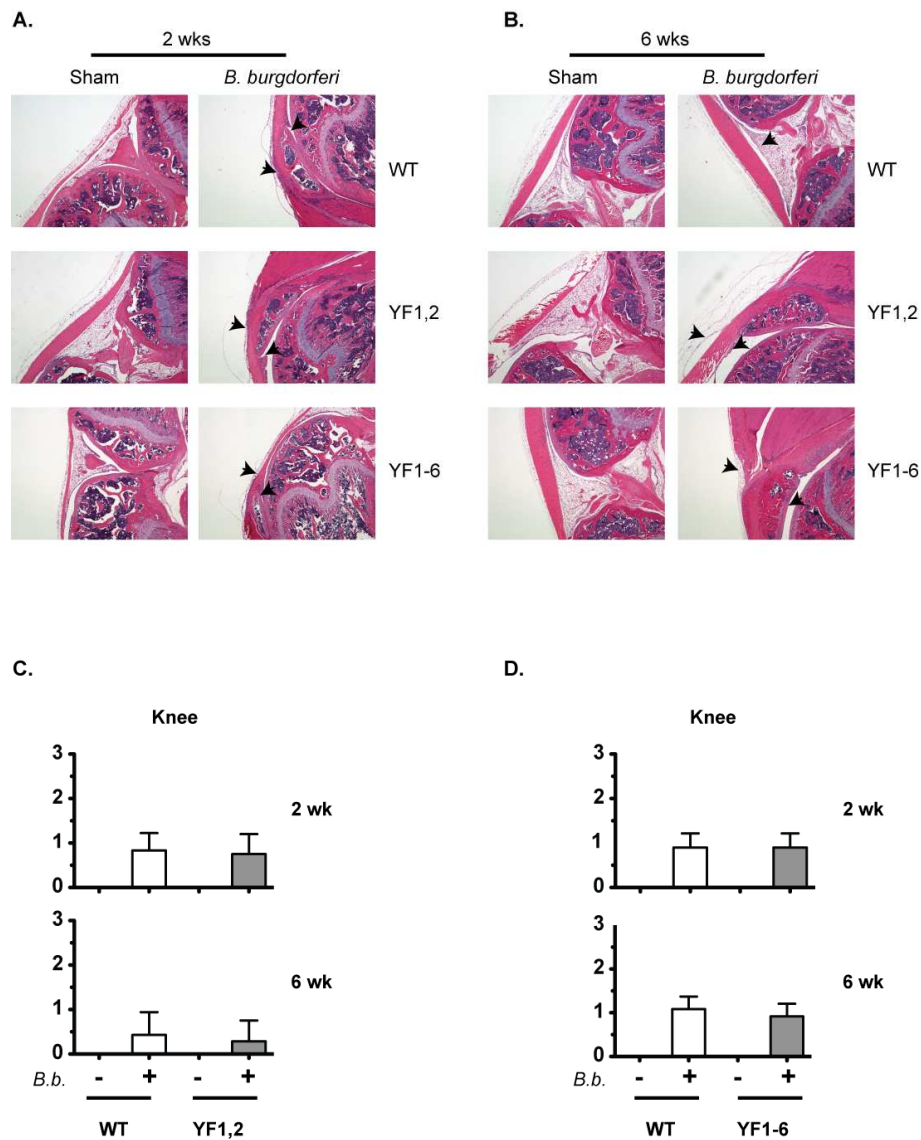 A.
2 wks
Sham B. burgdorferi
WT
YF1,2
YF1-6
B.
6 wks
Sham B. burgdorferi
WT
YF1,2
YF1-6
C.
Knee
3
2
1
0
2 wk
3
2
1
0
6 wk
B.b. - + - +
WT YF1,2
D.
Knee
3
2
1
0
2 wk
3
2
1
0
6 wk
B.b. - + - +
WT YF1-6